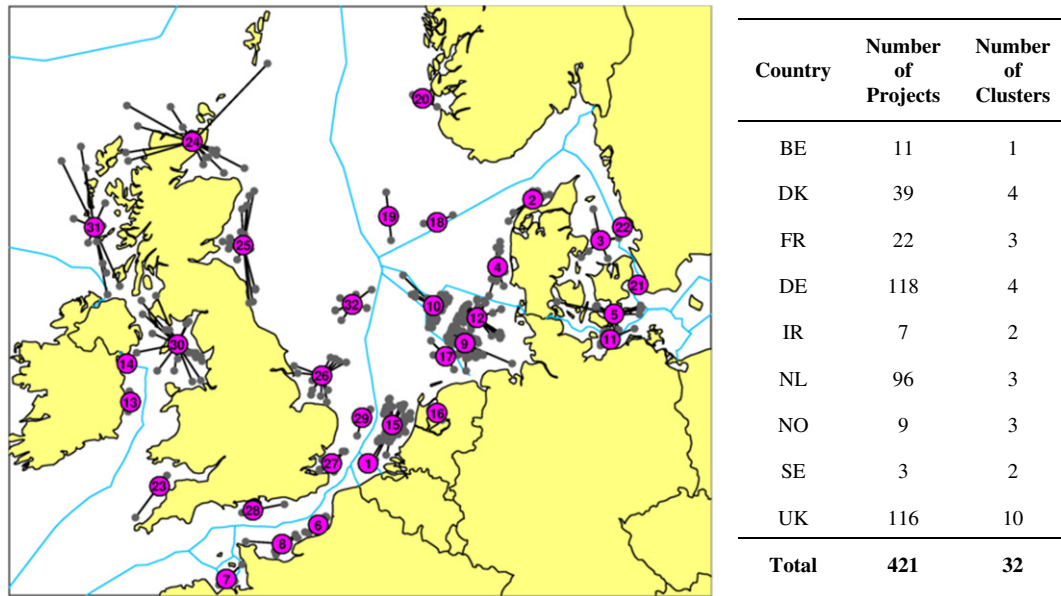 20
24
2
19
18
22
31
3
25
4
21
32
10
5
12
11
9
30
17
14
26
13
16
29
15
27
1
23
28
6
8
7
Country Number of Projects Number of Clusters
BE 11 1
DK 39 4
FR 22 3
DE 118 4
IR 7 2
NL 96 3
NO 9 3
SE 3 2
UK 116 10
Total 421 32